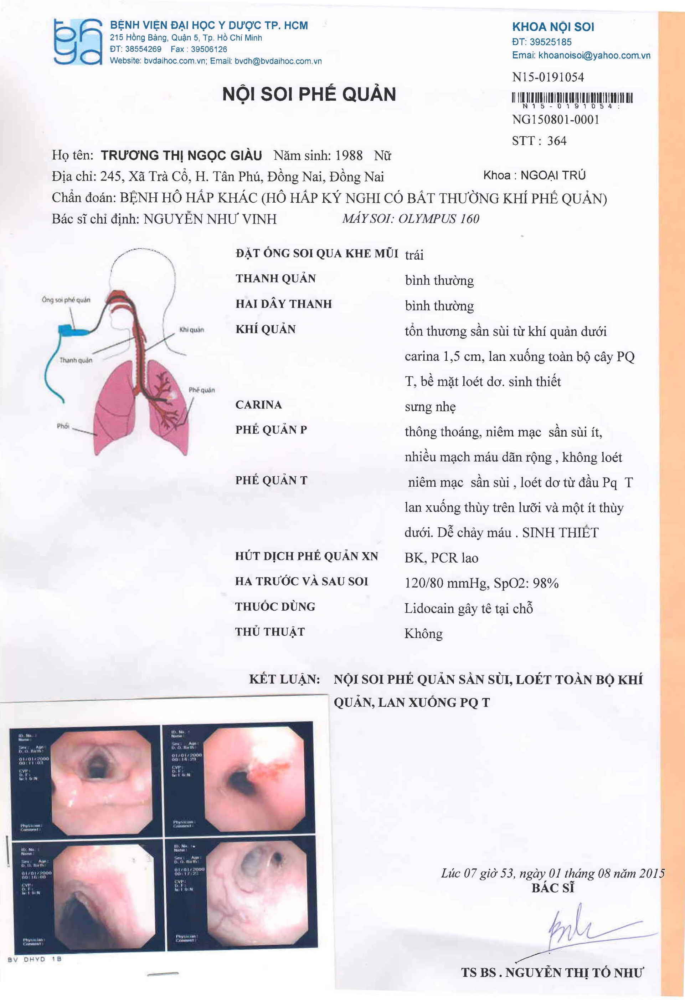 BỆNH VIỆN ĐẠI HỌC Y DƯỢC TP. HCM
215 Hồng Bàng, Quận 5, Tp. Hồ Chí Minh
ĐT: 38554269 Fax : 39506126
Website: bvdaihoc.com.vn; Email: bvdh@bvdaihoc.com.vn
KHOA NỘI SOI
ĐT: 39525185
Emai: khoanoisoi@yahoo.com.vn
N15-0191054
N15-0191054:
NG150801-0001
STT : 364
NỘI SOI PHẾ QUẢN
Họ tên: TRƯƠNG THỊ NGỌC GIÀU Năm sinh: 1988 Nữ
Địa chỉ: 245, Xã Trà Cổ, H. Tân Phú, Đồng Nai, Đồng Nai Khoa : NGOẠI TRÚ
Chẩn đoán: BỆNH HÔ HẤP KHÁC (HÔ HẤP KÝ NGHI CÓ BẤT THƯỜNG KHÍ PHẾ QUẢN)
Bác sĩ chỉ định: NGUYỄN NHƯ VINH MÁY SOI: OLYMPUS 160
Ống soi phế quản
Khí quản
Thanh quản
Phế quản
Phổi
ĐẶT ỐNG SOI QUA KHE MŨI trái
THANH QUẢN bình thường
HAI DÂY THANH bình thường
KHÍ QUẢN tổn thương sần sùi từ khí quản dưới
carina 1,5 cm, lan xuống toàn bộ cây PQ
T, bề mặt loét dơ. sinh thiết
CARINA sưng nhẹ
PHẾ QUẢN P thông thoáng, niêm mạc sần sùi ít,
nhiều mạch máu dãn rộng , không loét
PHẾ QUẢN T niêm mạc sần sùi , loét dơ từ đầu Pq T
lan xuống thùy trên lưỡi và một ít thùy
dưới. Dễ chảy máu . SINH THIẾT
HÚT DỊCH PHẾ QUẢN XN BK, PCR lao
HA TRƯỚC VÀ SAU SOI 120/80 mmHg, SpO2: 98%
THUỐC DÙNG Lidocain gây tê tại chỗ
THỦ THUẬT Không
KẾT LUẬN: NỘI SOI PHẾ QUẢN SẦN SÙI, LOÉT TOÀN BỘ KHÍ
QUẢN, LAN XUỐNG PQ T
ID. No. :
Name :
Sex : Age :
D. O. Birth :
01/01/2000
00:11:03
CVP:
D. F:
Physician :
Comment :
ID. No. :
Name :
Sex : Age :
D. O. Birth :
01/01/2000
00:14:29
CVP:
D. F:
Physician :
Comment :
ID. No. :
Name :
Sex : Age :
D. O. Birth :
01/01/2000
00:16:00
CVP:
D. F:
Physician :
Comment :
ID. No. :
Name :
Sex : Age :
D. O. Birth :
01/01/2000
CVP:
D. F:
Physician :
Comment :
BV DHYD 1B
Lúc 07 giờ 53, ngày 01 tháng 08 năm 2015
BÁC SĨ
TS BS . NGUYỄN THỊ TỐ NHƯ